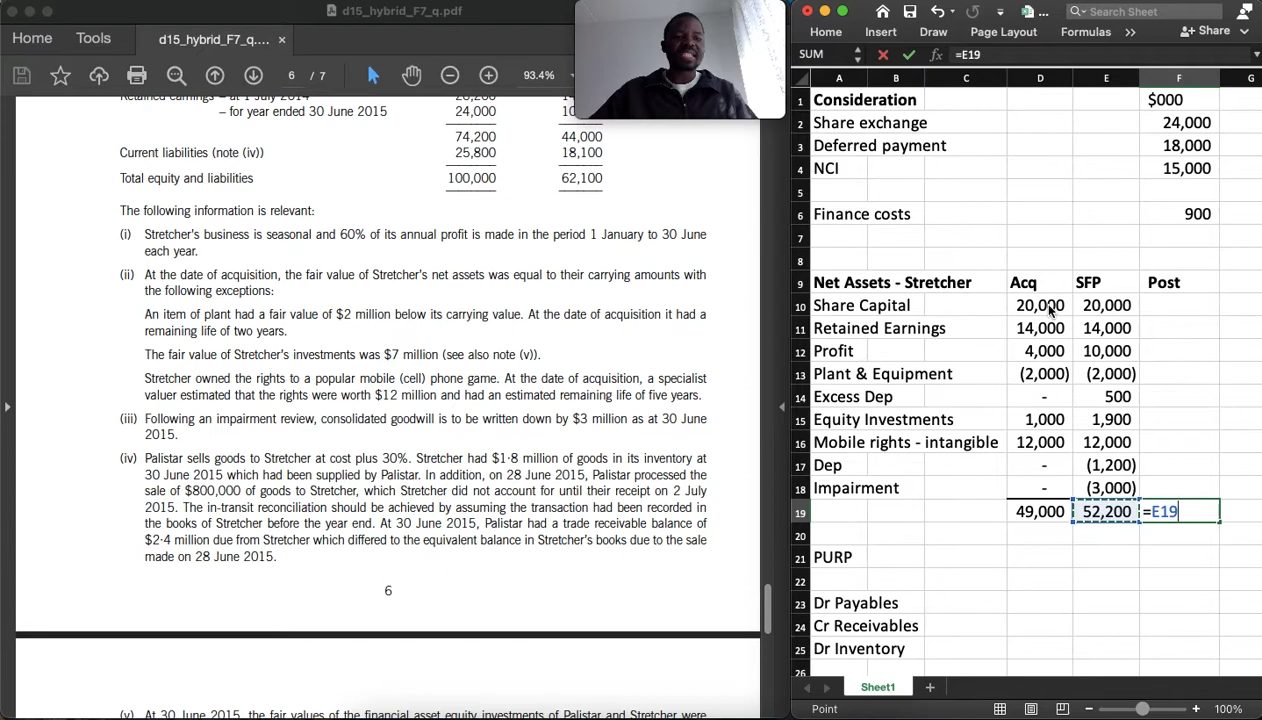 d15_hybrid_F7_q.pdf
Home Tools d15_hybrid_F7_q.... ×
6 / 7 93.4%
– for year ended 30 June 2015 24,000
74,200 44,000
Current liabilities (note (iv)) 25,800 18,100
Total equity and liabilities 100,000 62,100
The following information is relevant:
(i) Stretcher's business is seasonal and 60% of its annual profit is made in the period 1 January to 30 June
each year.
(ii) At the date of acquisition, the fair value of Stretcher's net assets was equal to their carrying amounts with
the following exceptions:
An item of plant had a fair value of $2 million below its carrying value. At the date of acquisition it had a
remaining life of two years.
The fair value of Stretcher's investments was $7 million (see also note (v)).
Stretcher owned the rights to a popular mobile (cell) phone game. At the date of acquisition, a specialist
valuer estimated that the rights were worth $12 million and had an estimated remaining life of five years.
(iii) Following an impairment review, consolidated goodwill is to be written down by $3 million as at 30 June
2015.
(iv) Palistar sells goods to Stretcher at cost plus 30%. Stretcher had $1·8 million of goods in its inventory at
30 June 2015 which had been supplied by Palistar. In addition, on 28 June 2015, Palistar processed the
sale of $800,000 of goods to Stretcher, which Stretcher did not account for until their receipt on 2 July
2015. The in-transit reconciliation should be achieved by assuming the transaction had been recorded in
the books of Stretcher before the year end. At 30 June 2015, Palistar had a trade receivable balance of
$2·4 million due from Stretcher which differed to the equivalent balance in Stretcher's books due to the sale
made on 28 June 2015.
6
(v) At 30 June 2015, the fair values of the financial asset equity investments of Palistar and Stretcher were
... Search Sheet
Home Insert Draw Page Layout Formulas >> Share
SUM fx =E19
A B C D E F G
1 Consideration $000
2 Share exchange 24,000
3 Deferred payment 18,000
4 NCI 15,000
5
6 Finance costs 900
7
8
9 Net Assets - Stretcher Acq SFP Post
10 Share Capital 20,000 20,000
11 Retained Earnings 14,000 14,000
12 Profit 4,000 10,000
13 Plant & Equipment (2,000) (2,000)
14 Excess Dep - 500
15 Equity Investments 1,000 1,900
16 Mobile rights - intangible 12,000 12,000
17 Dep - (1,200)
18 Impairment - (3,000)
19 49,000 52,200 =E19
20
21 PURP
22
23 Dr Payables
24 Cr Receivables
25 Dr Inventory
26
Sheet1 +
Point 100%